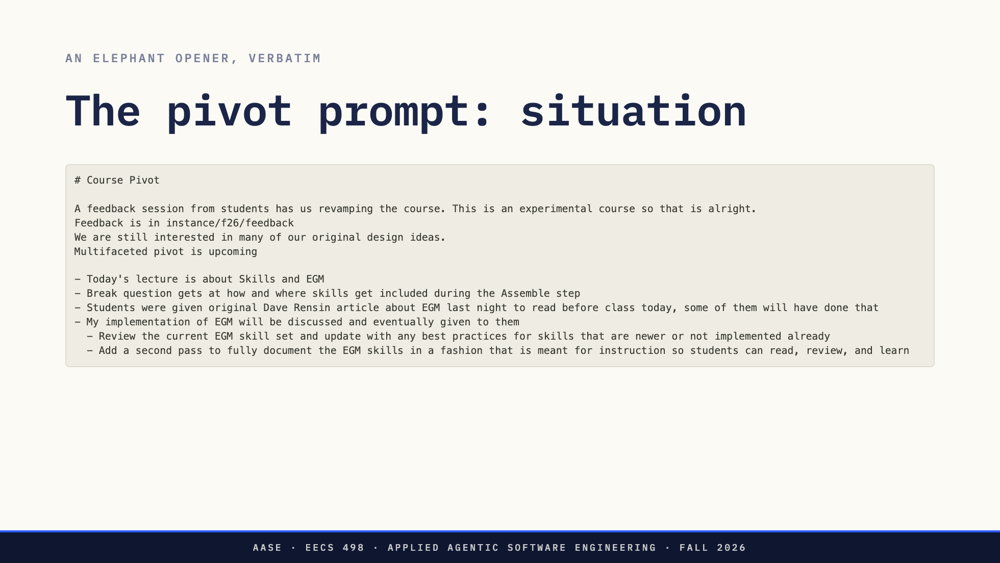 AN ELEPHANT OPENER, VERBATIM
The pivot prompt: situation
# Course Pivot
A feedback session from students has us revamping the course. This is an experimental course so that is alright.
Feedback is in instance/f26/feedback
We are still interested in many of our original design ideas.
Multifaceted pivot is upcoming
- Today's lecture is about Skills and EGM
- Break question gets at how and where skills get included during the Assemble step
- Students were given original Dave Rensin article about EGM last night to read before class today, some of them will have done that
- My implementation of EGM will be discussed and eventually given to them
  - Review the current EGM skill set and update with any best practices for skills that are newer or not implemented already
  - Add a second pass to fully document the EGM skills in a fashion that is meant for instruction so students can read, review, and learn
AASE · EECS 498 · APPLIED AGENTIC SOFTWARE ENGINEERING · FALL 2026